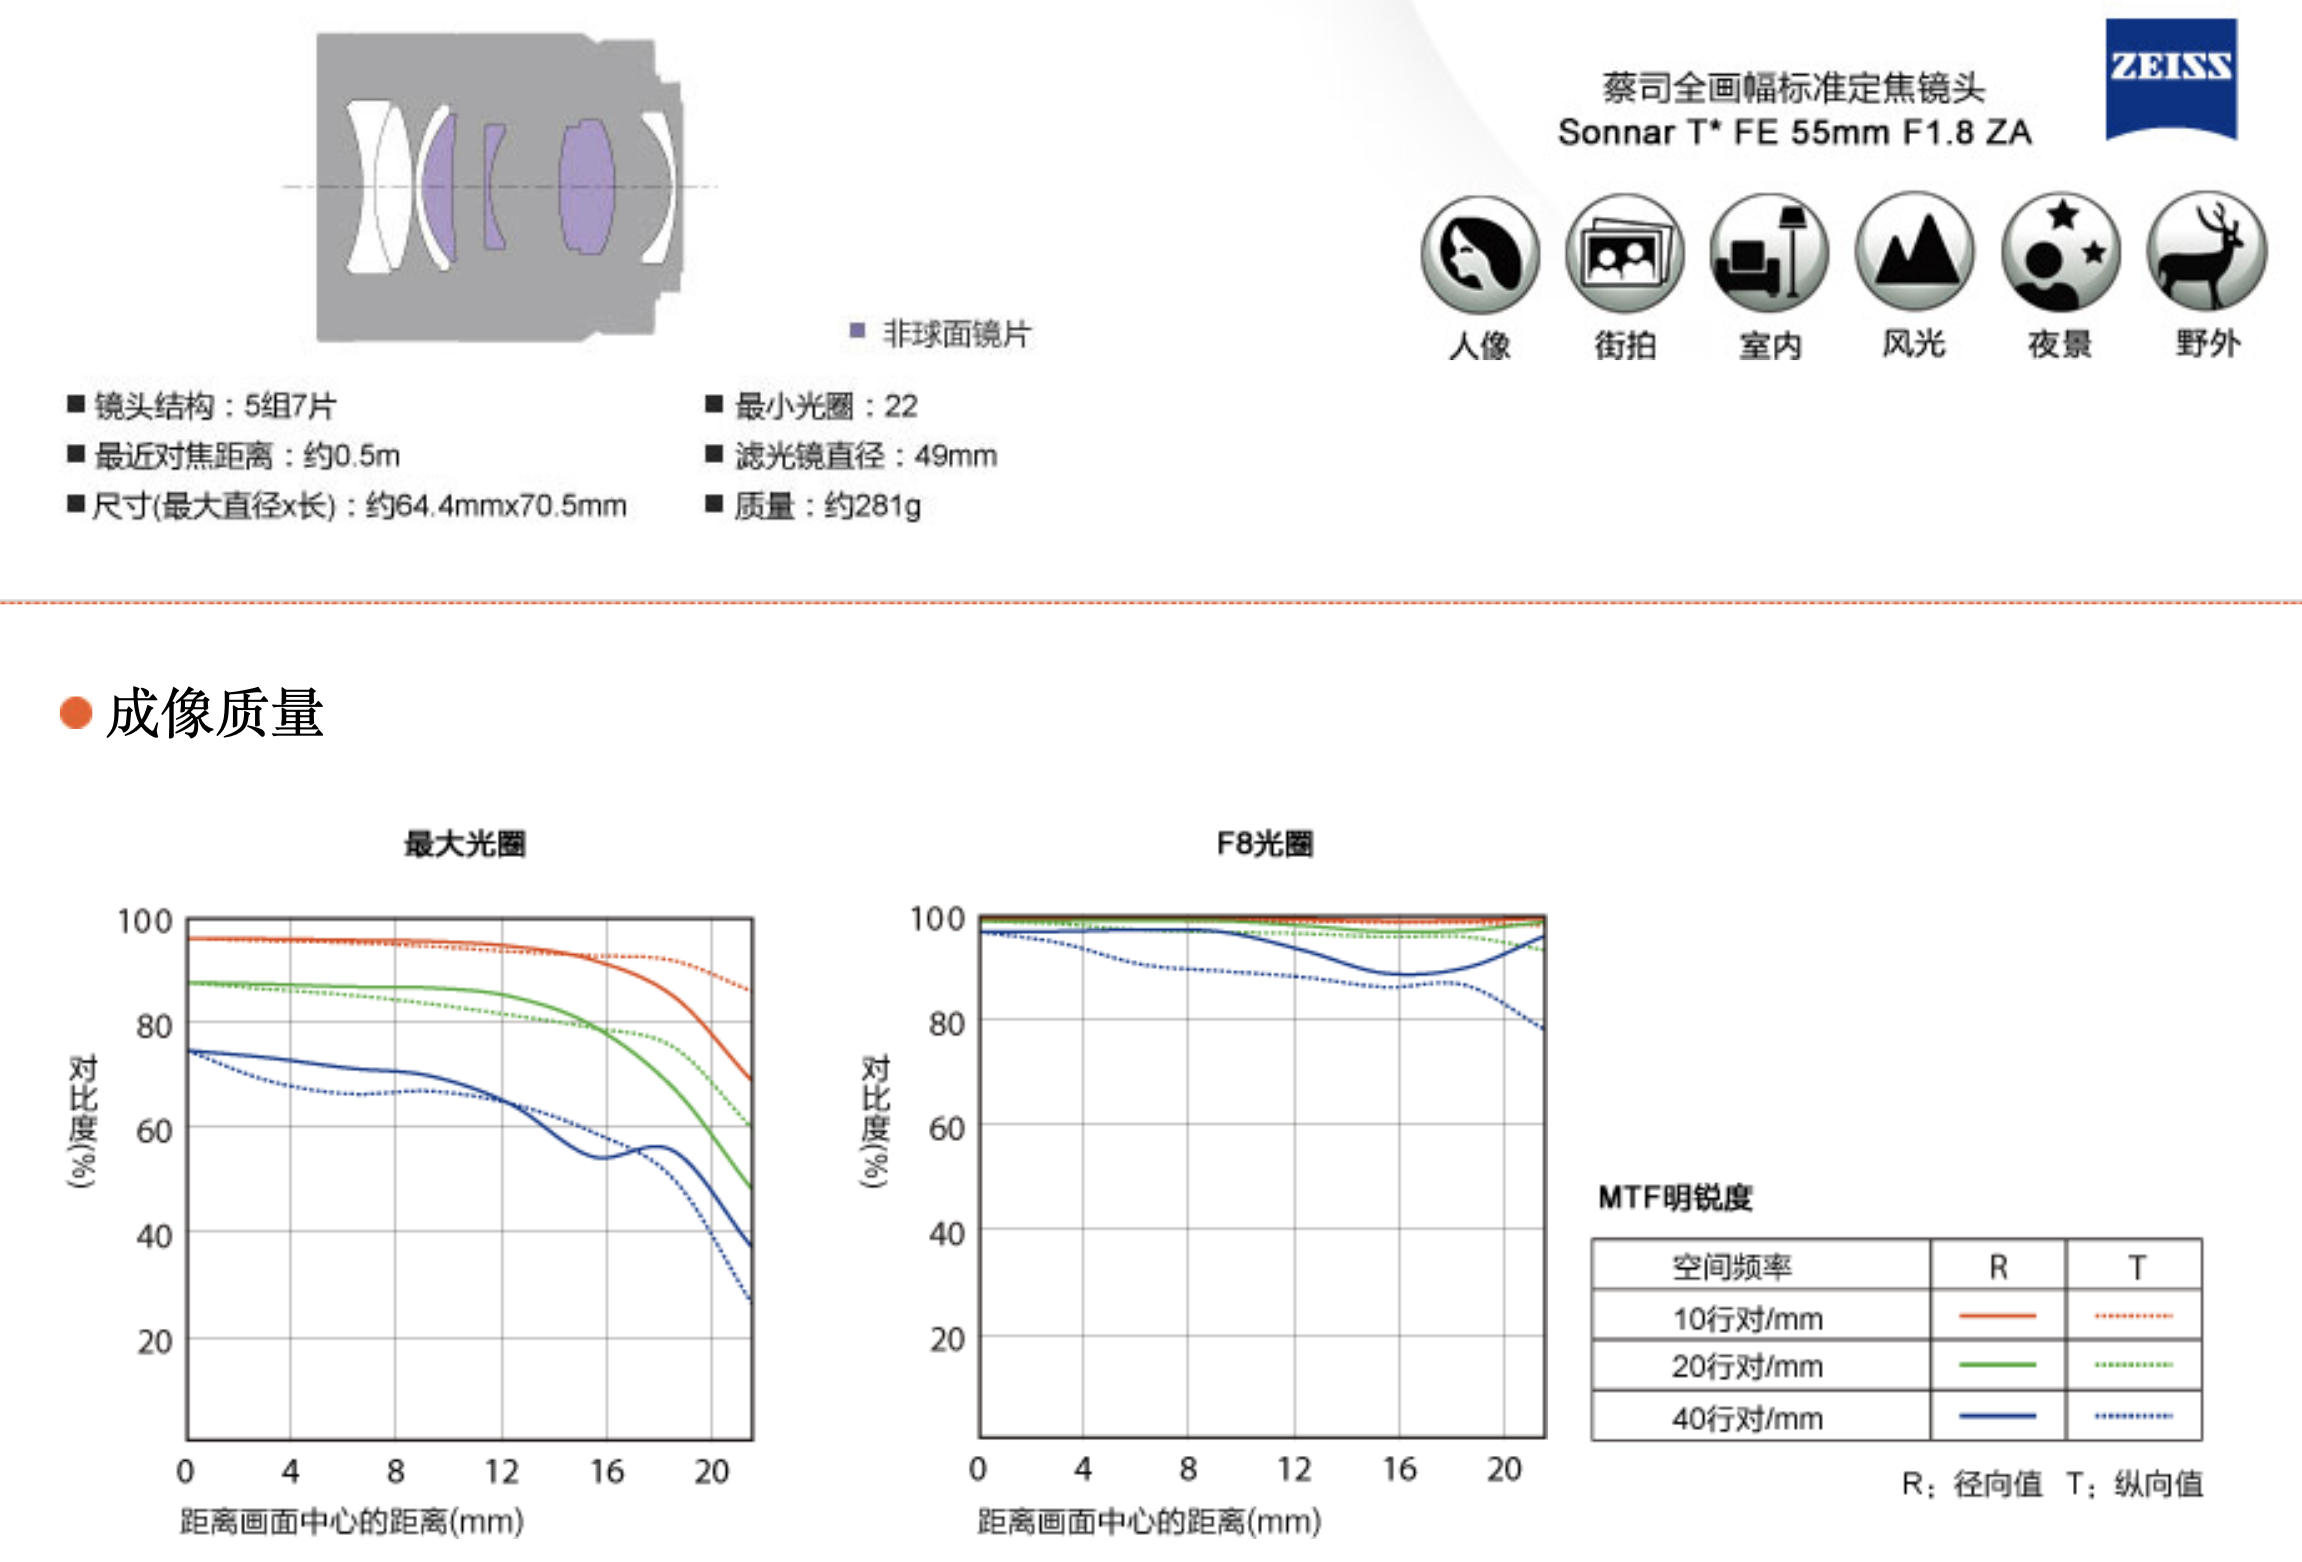 ZEISS
蔡司全画幅标准定焦镜头
Sonnar T* FE 55mm F1.8 ZA
人像 街拍 室内 风光 夜景 野外
非球面镜片
■ 镜头结构：5组7片
■ 最近对焦距离：约0.5m
■ 尺寸(最大直径x长)：约64.4mmx70.5mm
■ 最小光圈：22
■ 滤光镜直径：49mm
■ 质量：约281g
成像质量
最大光圈
100
80
60
40
20
对比度(%)
0 4 8 12 16 20
距离画面中心的距离(mm)
F8光圈
100
80
60
40
20
对比度(%)
0 4 8 12 16 20
距离画面中心的距离(mm)
MTF明锐度
空间频率 R T
10行对/mm
20行对/mm
40行对/mm
R：径向值 T：纵向值